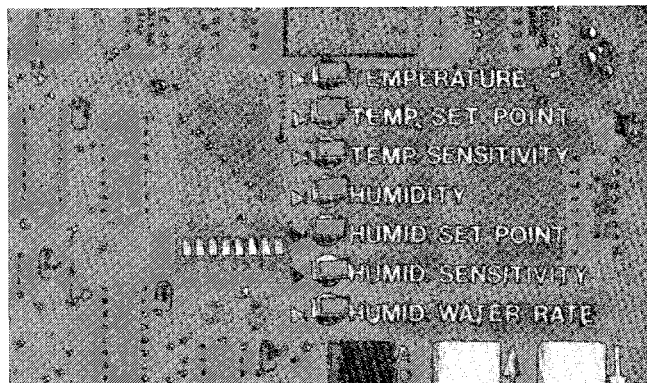 TEMPERATURE
TEMP. SET POINT
TEMP. SENSITIVITY
HUMIDITY
HUMID. SET POINT
HUMID. SENSITIVITY
HUMID. WATER RATE